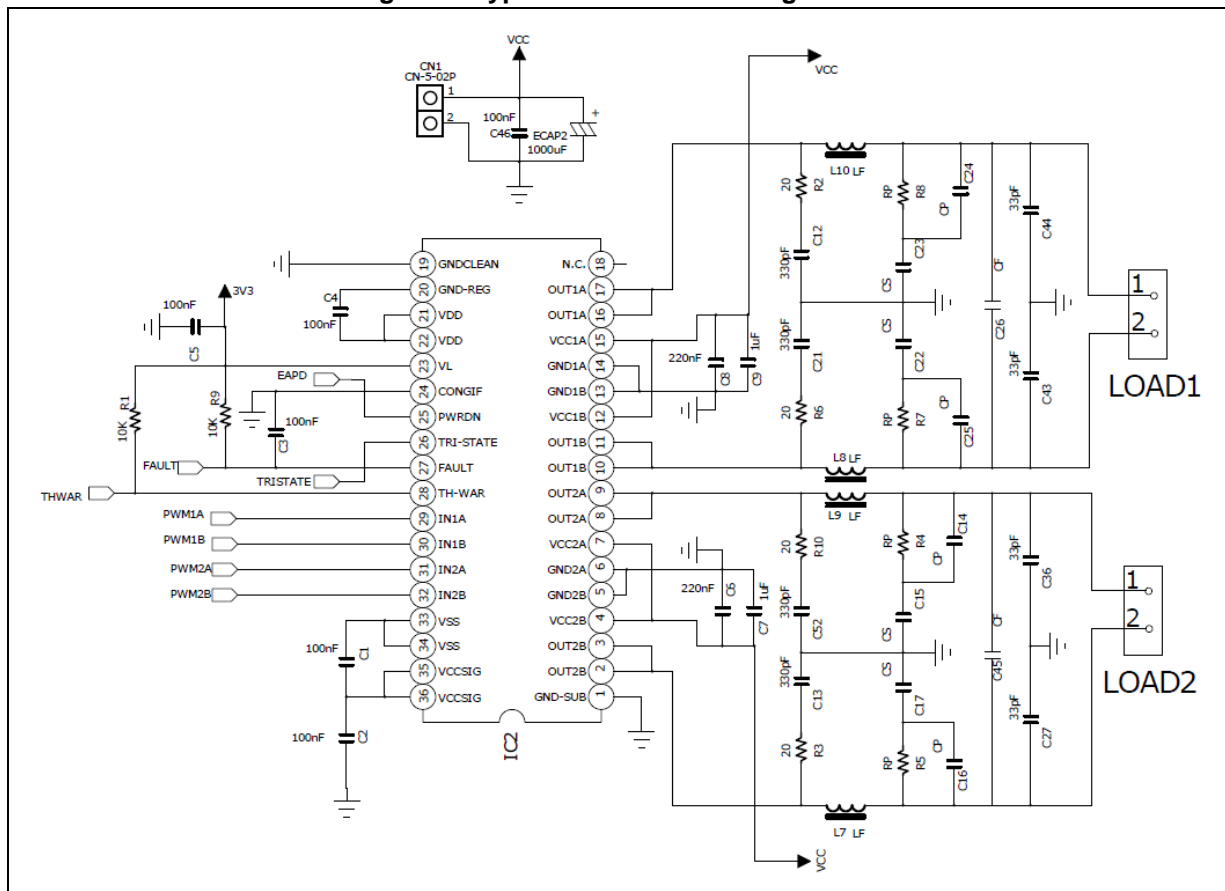 VCC
CN1
CN-5-02P
1
2
100nF
C46
ECAP2
1000uF
+
VCC
L10 LF
20
R2
C12
330pF
330pF
C21
20
R6
RP
R8
C24
CP
C23
CS
CS
C22
RP
R7
CP
C25
CF
C26
33pF
C44
33pF
C43
1
2
LOAD1
L8 LF
3V3
100nF
C5
R1
10K
R9
10K
C4
100nF
EAPD
100nF
C3
FAULT
TRISTATE
THWAR
PWM1A
PWM1B
PWM2A
PWM2B
100nF
C1
100nF
C2
19 GNDCLEAN N.C. 18
20 GND-REG OUT1A 17
21 VDD OUT1A 16
22 VDD VCC1A 15
23 VL GND1A 14
24 CONGIF GND1B 13
25 PWRDN VCC1B 12
26 TRI-STATE OUT1B 11
27 FAULT OUT1B 10
28 TH-WAR OUT2A 9
29 IN1A OUT2A 8
30 IN1B VCC2A 7
31 IN2A GND2A 6
32 IN2B GND2B 5
33 VSS VCC2B 4
34 VSS OUT2B 3
35 VCCSIG OUT2B 2
36 VCCSIG GND-SUB 1
IC2
220nF
C8
1uF
C9
220nF
C6
1uF
C7
L9 LF
20
R10
330pF
C52
330pF
C13
20
R3
RP
R4
C14
CP
C15
CS
CS
C17
RP
R5
CP
C16
CF
C45
33pF
C36
33pF
C27
1
2
LOAD2
L7 LF
VCC